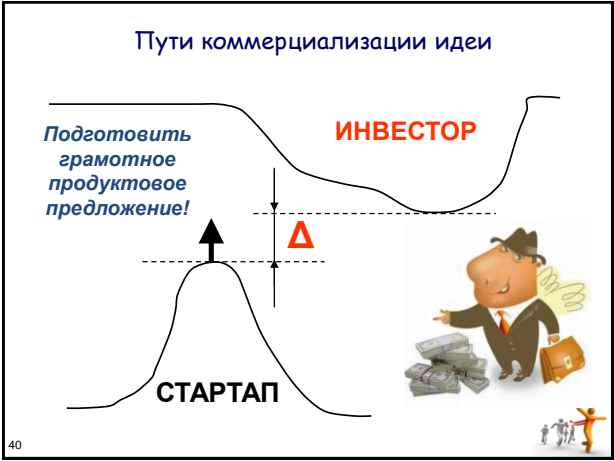 Пути коммерциализации идеи
Подготовить
грамотное
продуктовое
предложение!
ИНВЕСТОР
Δ
СТАРТАП
40